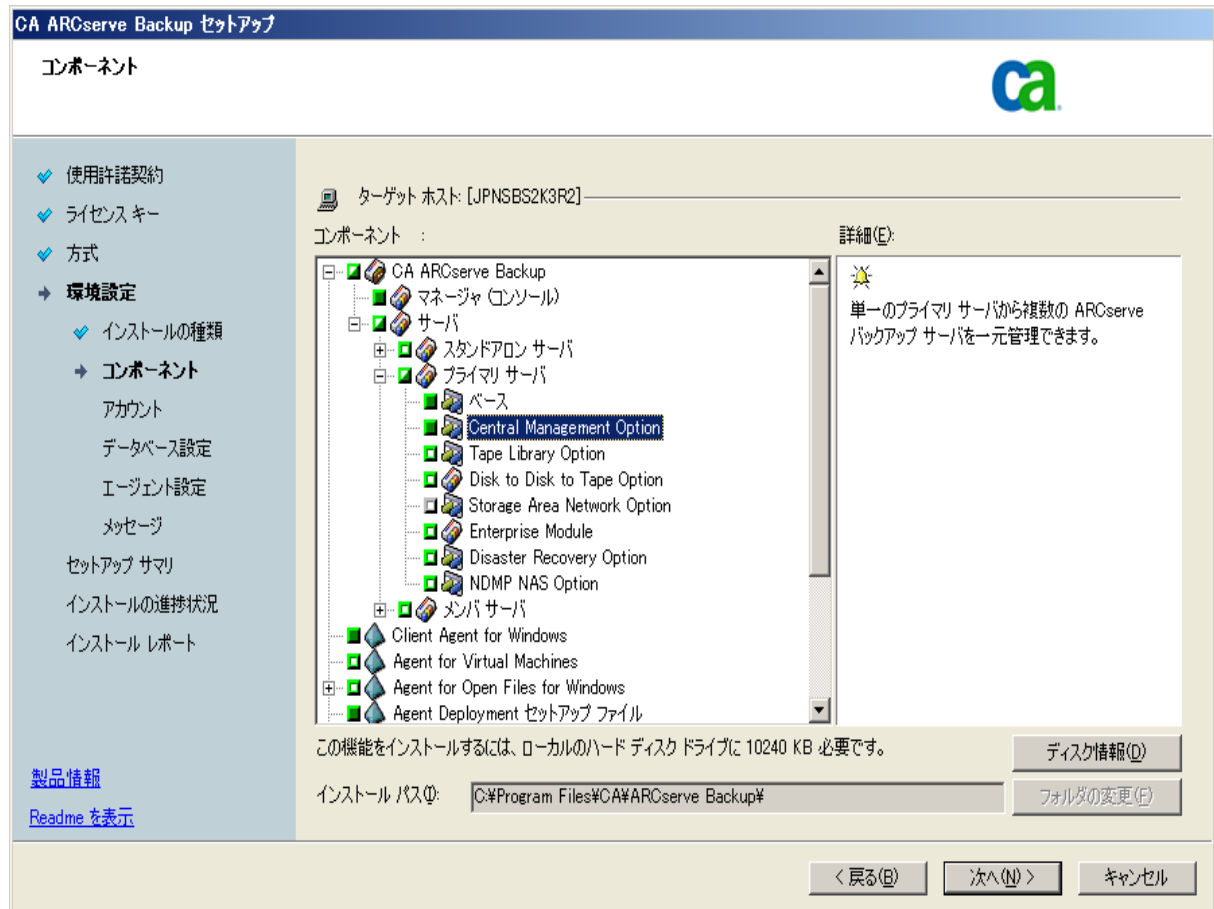 CA ARCserve Backup セットアップ
コンポーネント
ca
使用許諾契約
ライセンス キー
方式
環境設定
インストールの種類
コンポーネント
アカウント
データベース設定
エージェント設定
メッセージ
セットアップ サマリ
インストールの進捗状況
インストール レポート
製品情報
Readme を表示
ターゲット ホスト: [JPNSBS2K3R2]
コンポーネント :
CA ARCserve Backup
マネージャ (コンソール)
サーバ
スタンドアロン サーバ
プライマリ サーバ
ベース
Central Management Option
Tape Library Option
Disk to Disk to Tape Option
Storage Area Network Option
Enterprise Module
Disaster Recovery Option
NDMP NAS Option
メンバ サーバ
Client Agent for Windows
Agent for Virtual Machines
Agent for Open Files for Windows
Agent Deployment セットアップ ファイル
詳細(E):
単一のプライマリ サーバから複数の ARCserve
バックアップ サーバを一元管理できます。
この機能をインストールするには、ローカルのハード ディスク ドライブに 10240 KB 必要です。
ディスク情報(D)
インストール パス(I):
C:¥Program Files¥CA¥ARCserve Backup¥
フォルダの変更(F)
< 戻る(B)
次へ(N) >
キャンセル